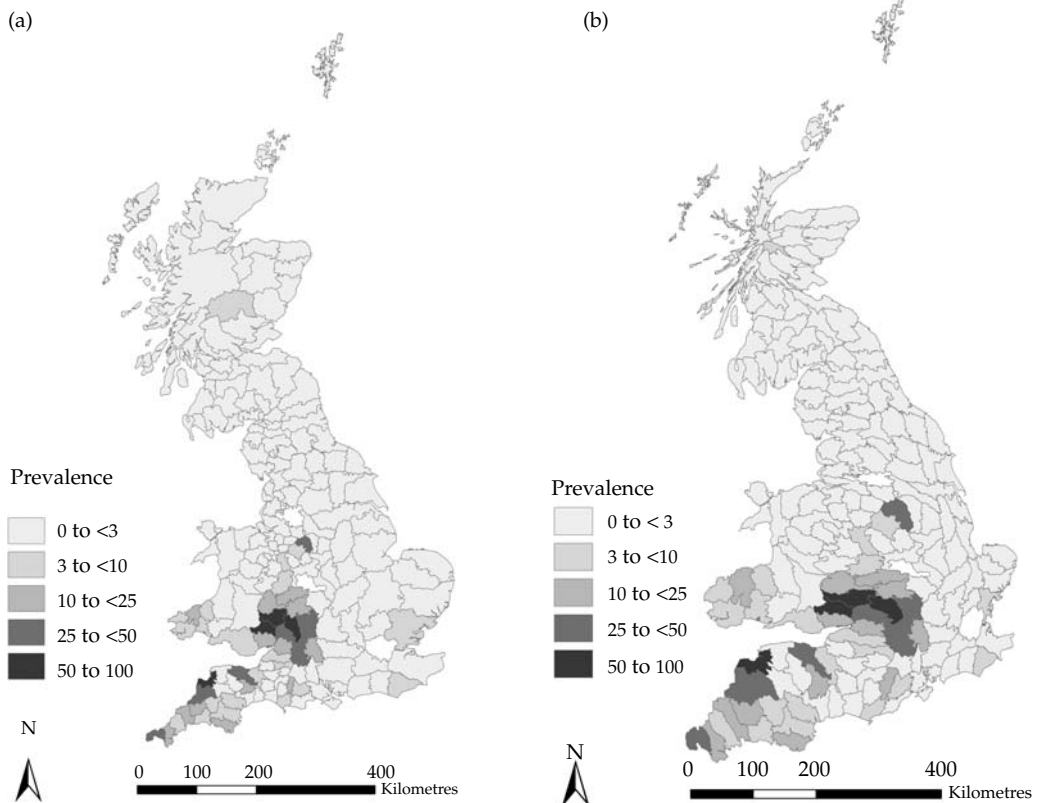 (a)
Prevalence
0 to <3
3 to <10
10 to <25
25 to <50
50 to 100
N
0 100 200 400
Kilometres
(b)
Prevalence
0 to < 3
3 to <10
10 to <25
25 to <50
50 to 100
N
0 100 200 400
Kilometres